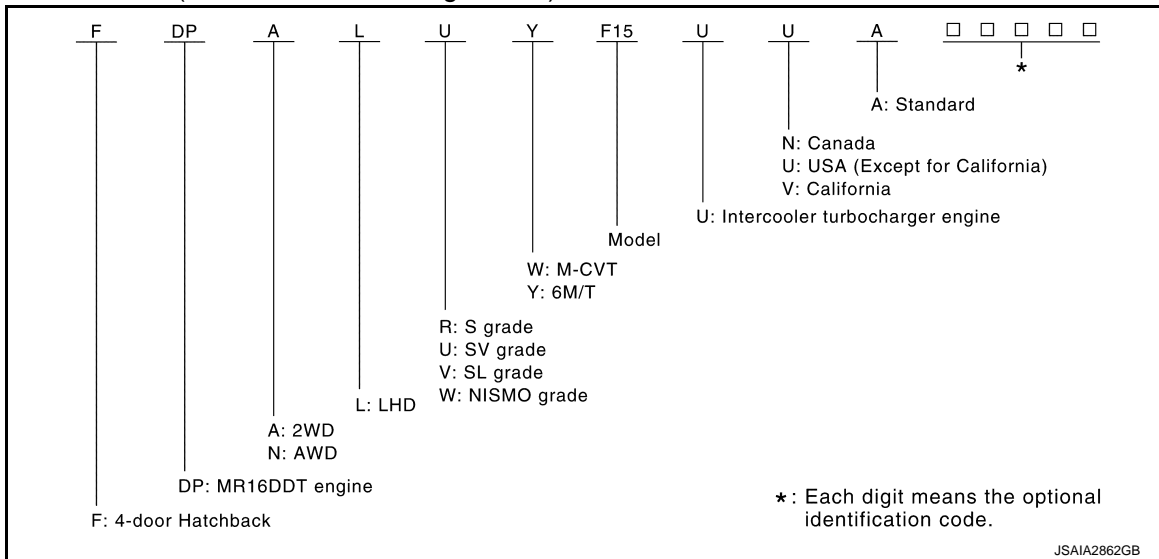 F DP A L U Y F15 U U A □ □ □ □ □
*
A: Standard
N: Canada
U: USA (Except for California)
V: California
U: Intercooler turbocharger engine
Model
W: M-CVT
Y: 6M/T
R: S grade
U: SV grade
V: SL grade
W: NISMO grade
L: LHD
A: 2WD
N: AWD
DP: MR16DDT engine
F: 4-door Hatchback
*: Each digit means the optional
identification code.
JSAIA2862GB